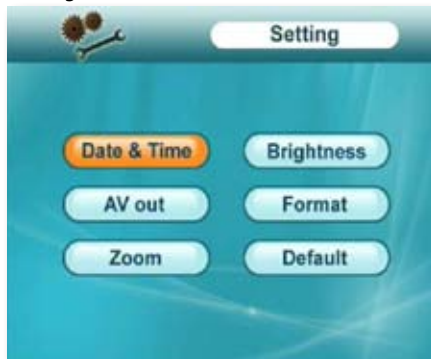 Setting
Date & Time
Brightness
AV out
Format
Zoom
Default